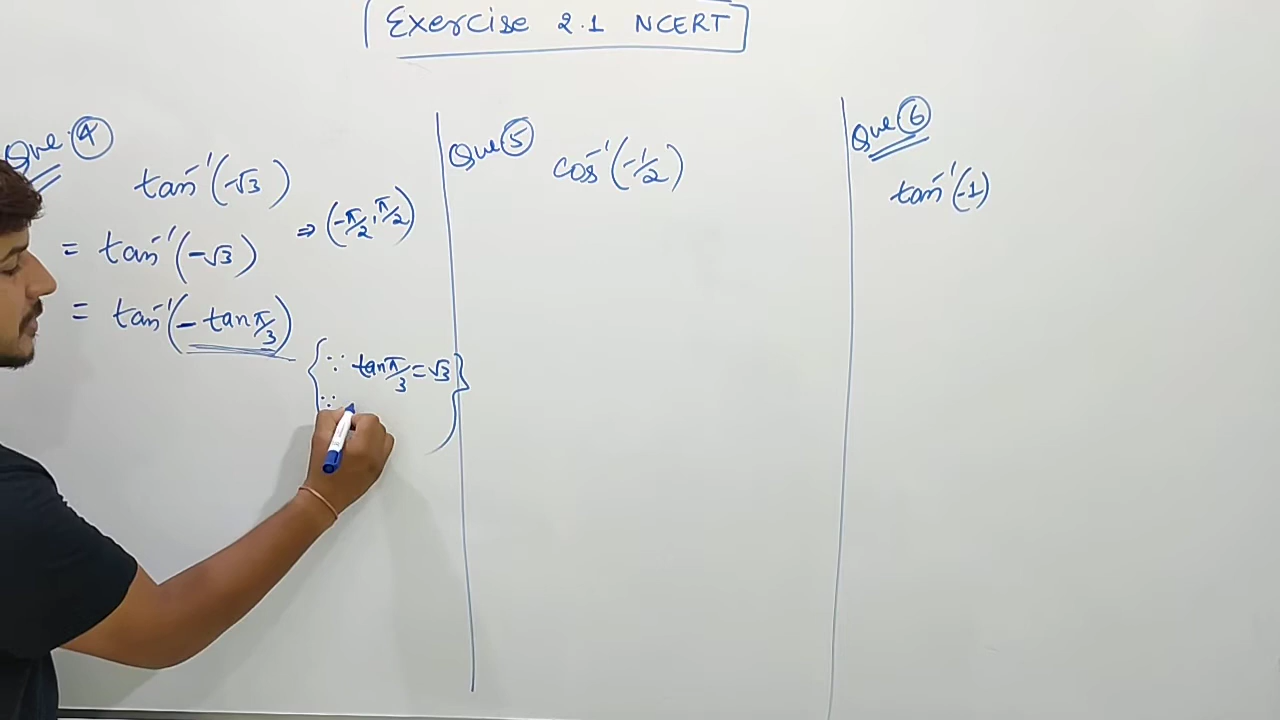 Exercise 2.1 NCERT
Que. 4
tan⁻¹(-√3)
⇒ (-π/2, π/2)
= tan⁻¹(-√3)
= tan⁻¹(- tan π/3)
{∵ tan π/3 = √3}
∵
Que 5
cos⁻¹(-1/2)
Que 6
tan⁻¹(-1)